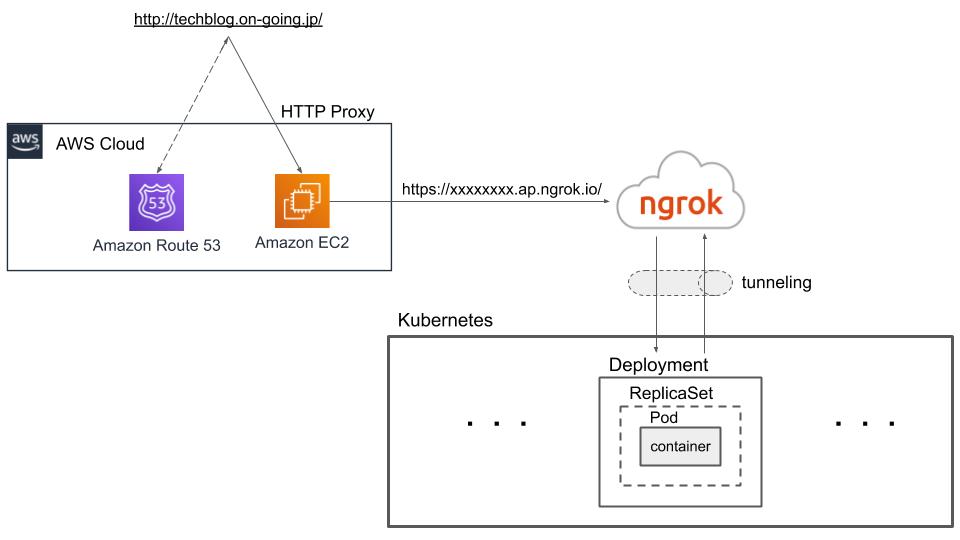 http://techblog.on-going.jp/
HTTP Proxy
aws
AWS Cloud
53
Amazon Route 53
Amazon EC2
https://xxxxxxxx.ap.ngrok.io/
ngrok
tunneling
Kubernetes
Deployment
ReplicaSet
Pod
container
. . .
. . .